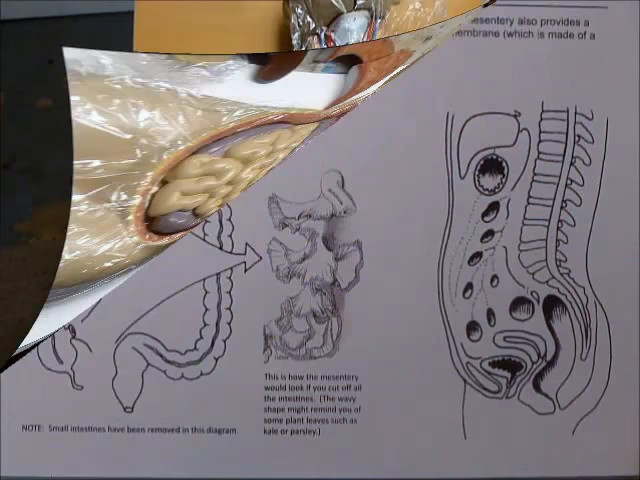 mesentery also provides a
membrane (which is made of a
This is how the mesentery
would look if you cut off all
the intestines. (The wavy
shape might remind you of
some plant leaves such as
kale or parsley.)
NOTE: Small intestines have been removed in this diagram.